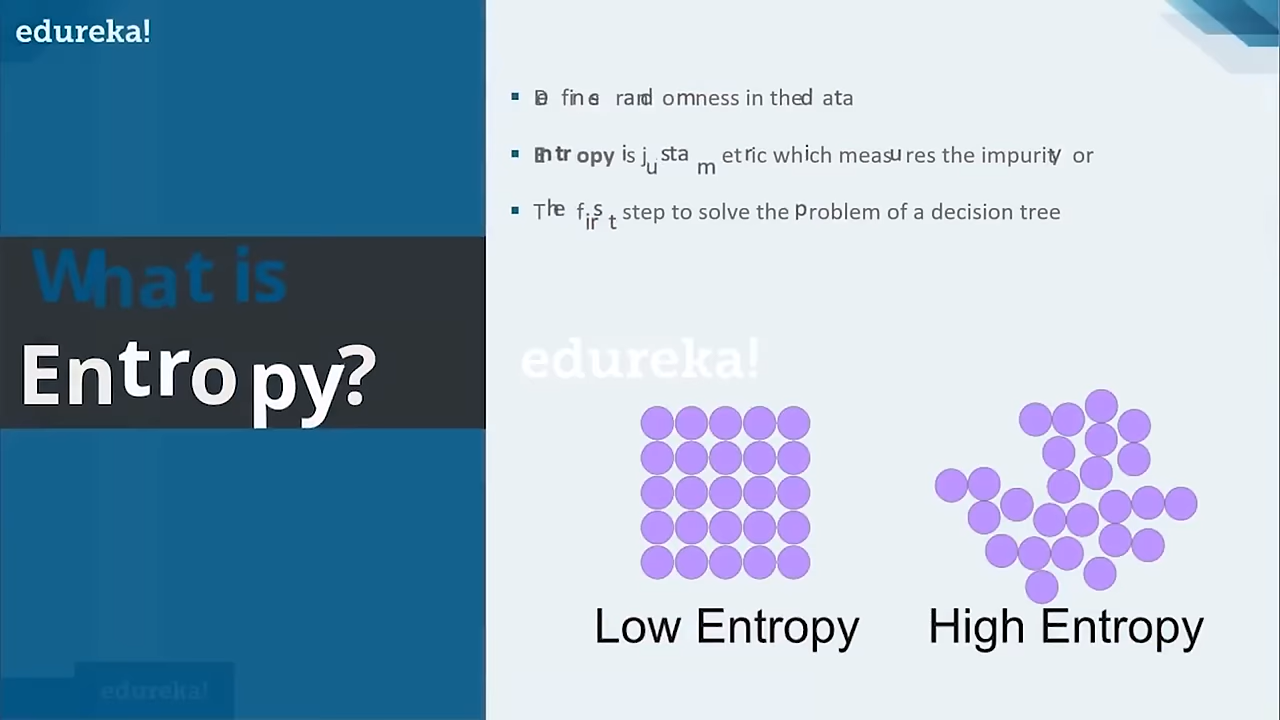 edureka!
What is
Entropy?
Defines randomness in the data
Entropy is just a metric which measures the impurity or
The first step to solve the problem of a decision tree
edureka!
Low Entropy
High Entropy
edureka!